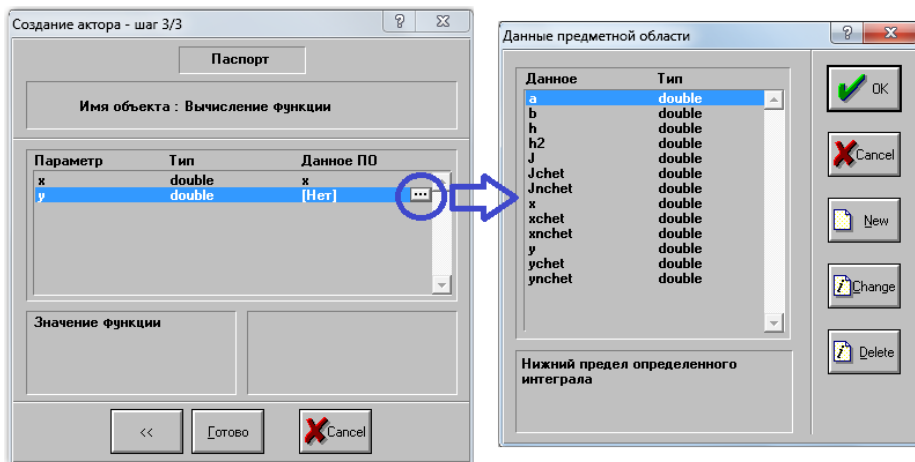 Создание актора - шаг 3/3
Паспорт
Имя объекта : Вычисление функции
Параметр Тип Данное ПО
x double x
y double [Нет] ...
Значение функции
<< Готово Cancel
Данные предметной области
Данное Тип
a double
b double
h double
h2 double
J double
Jchet double
Jnchet double
x double
xchet double
xnchet double
y double
ychet double
ynchet double
Нижний предел определенного
интеграла
OK
Cancel
New
Change
Delete